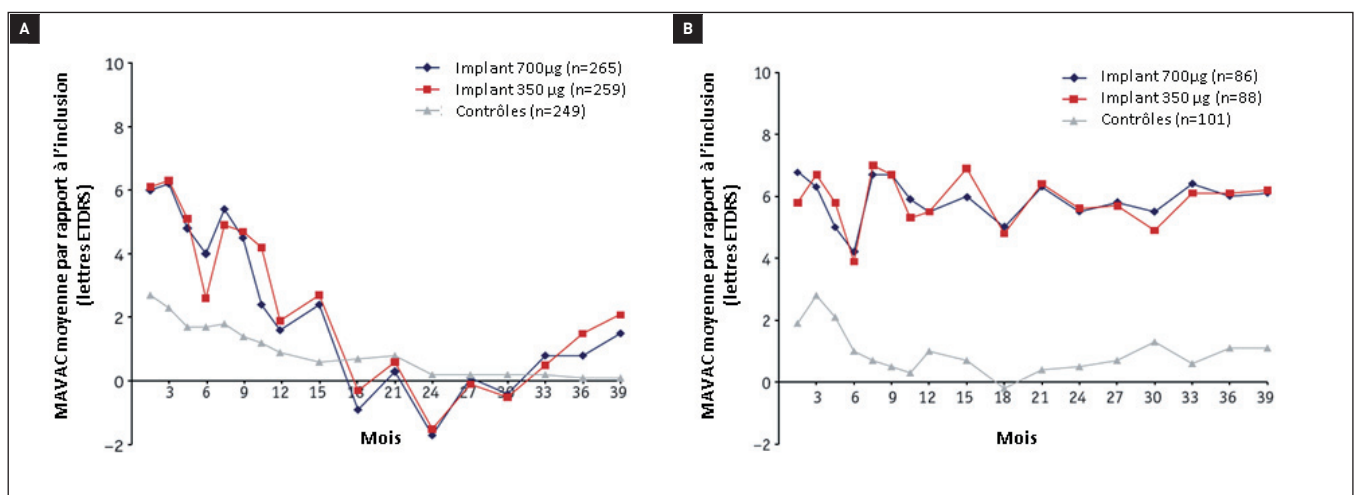 A
MAVAC moyenne par rapport à l'inclusion
(lettres ETDRS)
10
8
6
4
2
0
−2
Implant 700µg (n=265)
Implant 350 µg (n=259)
Contrôles (n=249)
3 6 9 12 15 18 21 24 27 30 33 36 39
Mois
B
MAVAC moyenne par rapport à l'inclusion
(lettres ETDRS)
10
8
6
4
2
0
−2
Implant 700µg (n=86)
Implant 350 µg (n=88)
Contrôles (n=101)
3 6 9 12 15 18 21 24 27 30 33 36 39
Mois